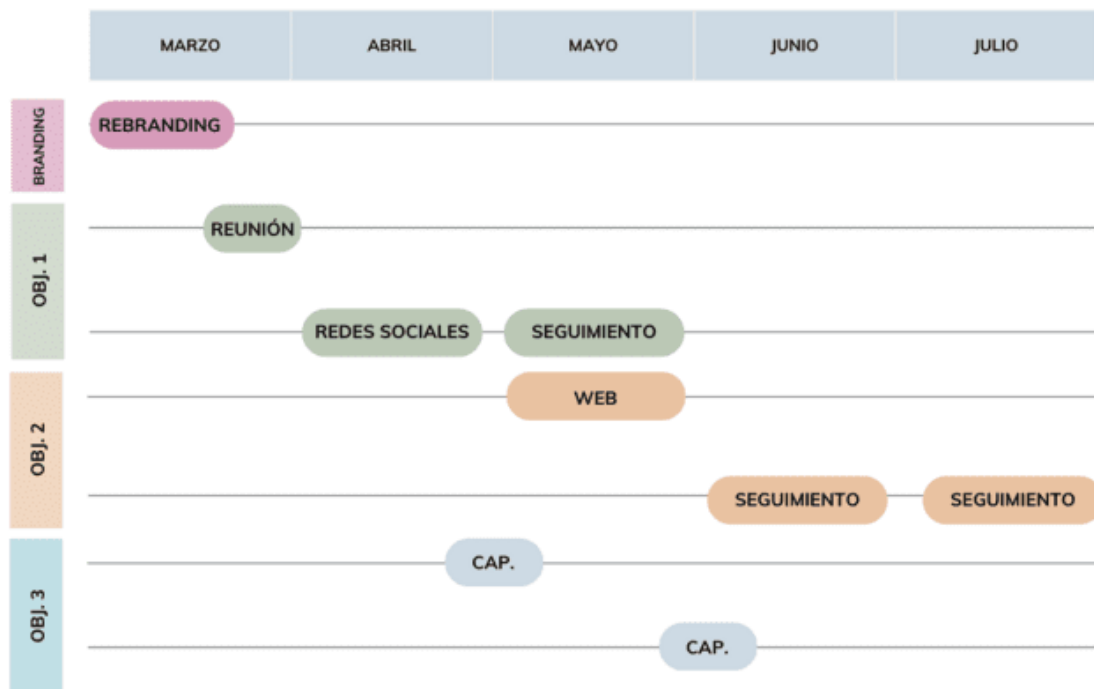 MARZO ABRIL MAYO JUNIO JULIO
BRANDING
REBRANDING
OBJ. 1
REUNIÓN
REDES SOCIALES SEGUIMIENTO
OBJ. 2
WEB
SEGUIMIENTO SEGUIMIENTO
OBJ. 3
CAP.
CAP.